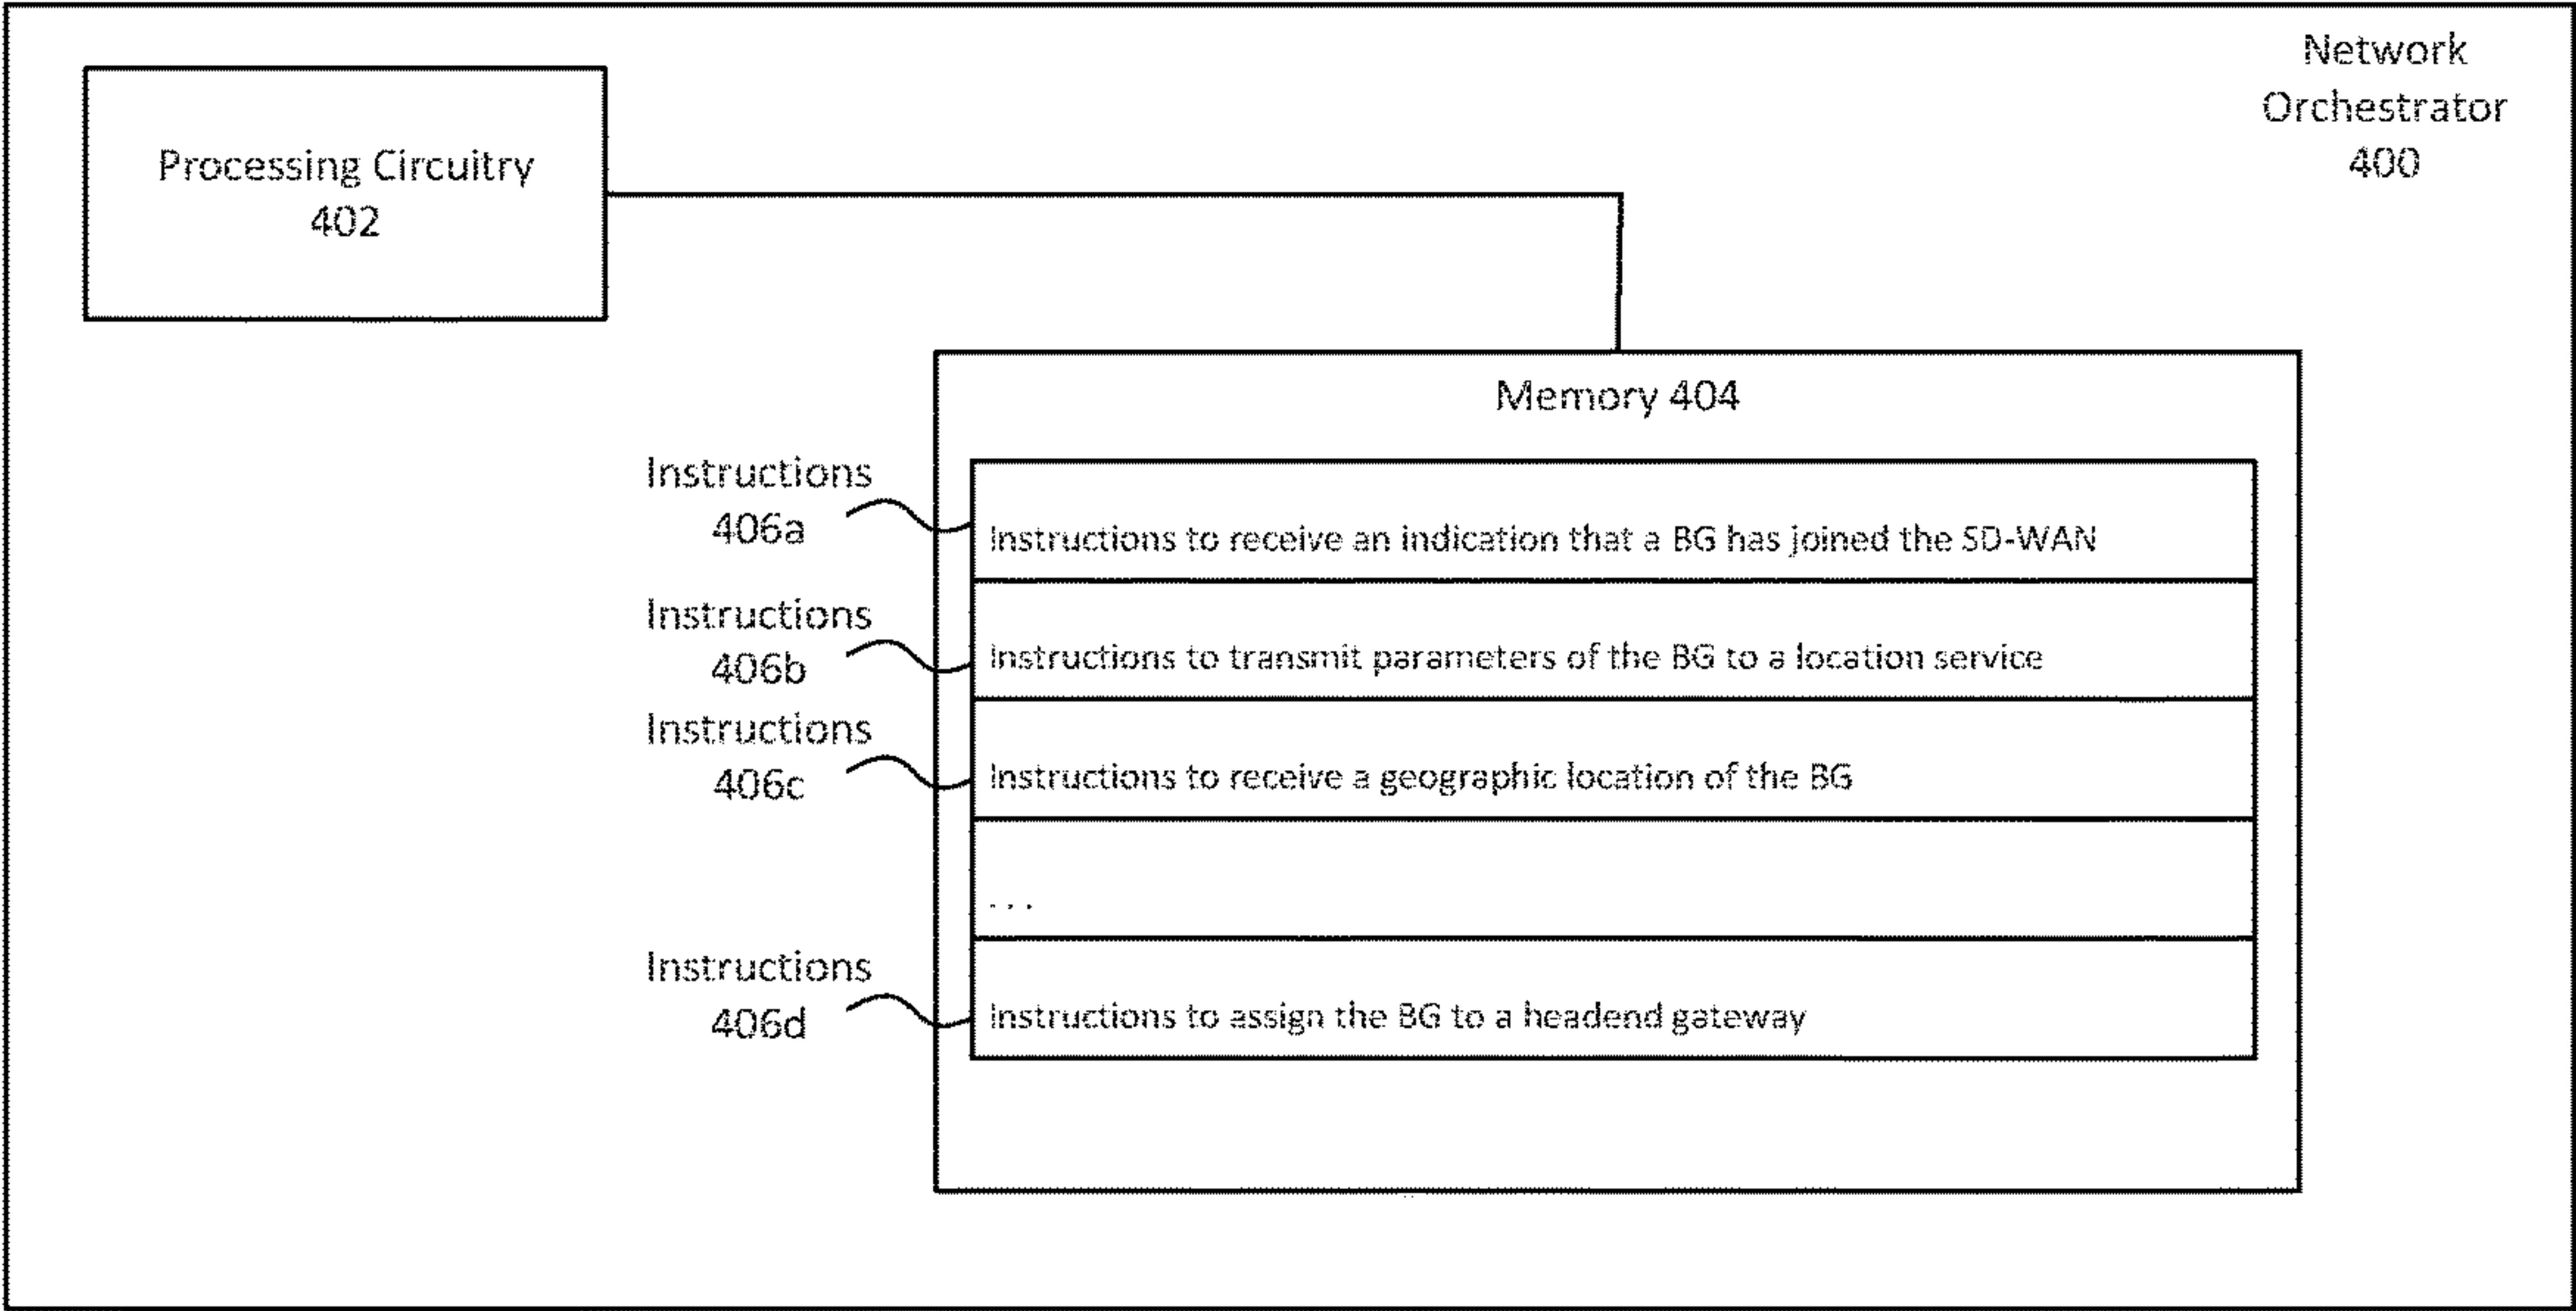 Network
Orchestrator
400
Processing Circuitry
402
Memory 404
Instructions
406a
Instructions to receive an indication that a BG has joined the SD-WAN
Instructions
406b
Instructions to transmit parameters of the BG to a location service
Instructions
406c
Instructions to receive a geographic location of the BG
. . .
Instructions
406d
Instructions to assign the BG to a headend gateway